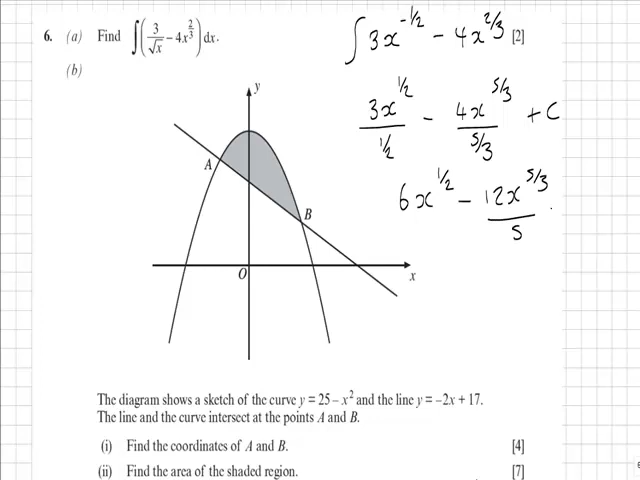 6. (a) Find ∫(3/√x − 4x^(2/3)) dx. [2]
∫ 3x^(-1/2) − 4x^(2/3)
(b)
3x^(1/2)/(1/2) − 4x^(5/3)/(5/3) + C
6x^(1/2) − 12x^(5/3)/5
y
A
B
O
x
The diagram shows a sketch of the curve y = 25 – x² and the line y = –2x + 17.
The line and the curve intersect at the points A and B.
(i) Find the coordinates of A and B. [4]
(ii) Find the area of the shaded region. [7]
6